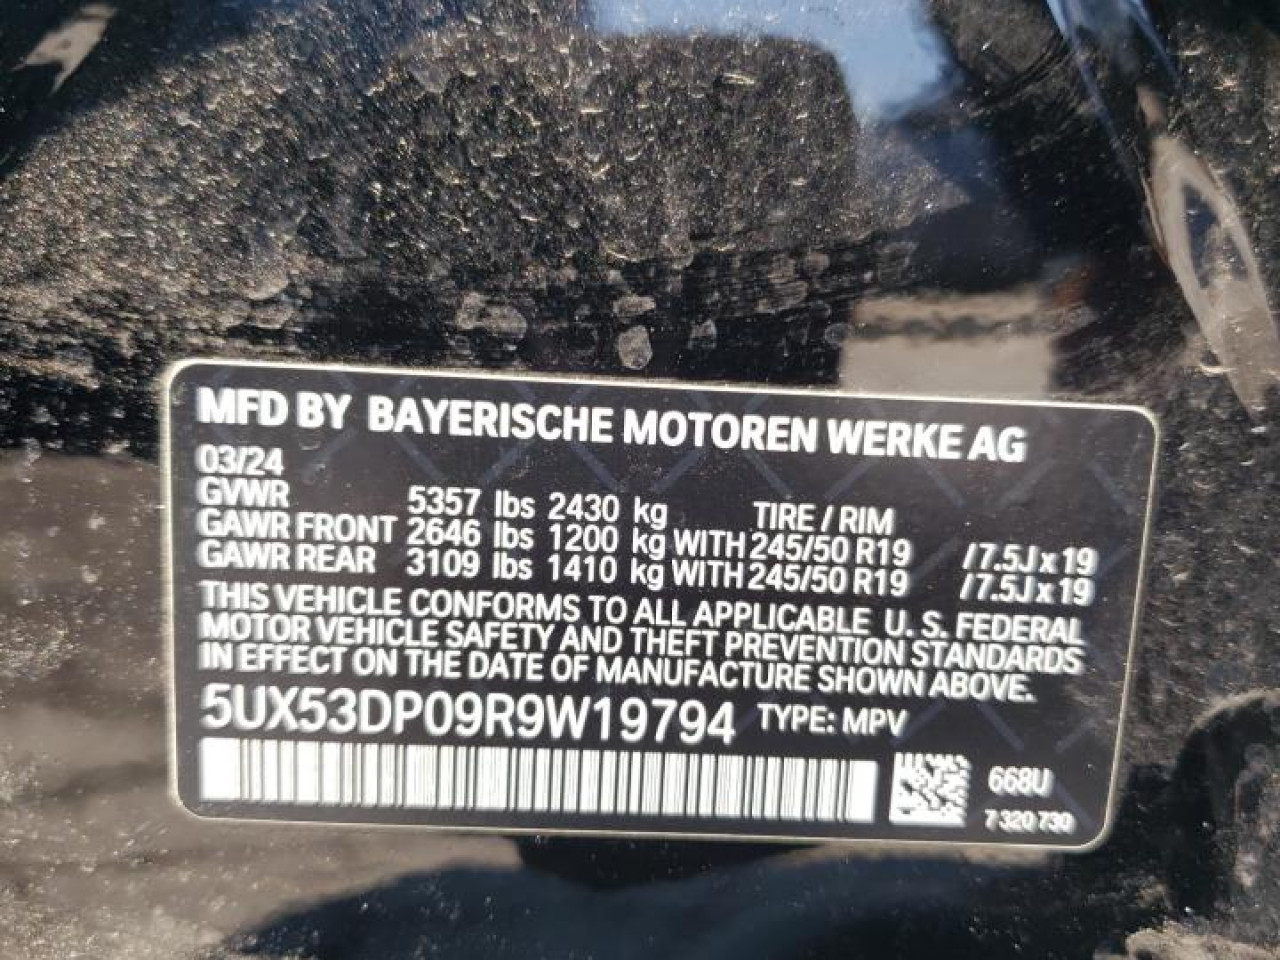 MFD BY BAYERISCHE MOTOREN WERKE AG
03/24
GVWR 5357 lbs 2430 kg TIRE / RIM
GAWR FRONT 2646 lbs 1200 kg WITH 245/50 R19 /7.5J x 19
GAWR REAR 3109 lbs 1410 kg WITH 245/50 R19 /7.5J x 19
THIS VEHICLE CONFORMS TO ALL APPLICABLE U. S. FEDERAL
MOTOR VEHICLE SAFETY AND THEFT PREVENTION STANDARDS
IN EFFECT ON THE DATE OF MANUFACTURE SHOWN ABOVE.
5UX53DP09R9W19794 TYPE: MPV
668U
7 320 730